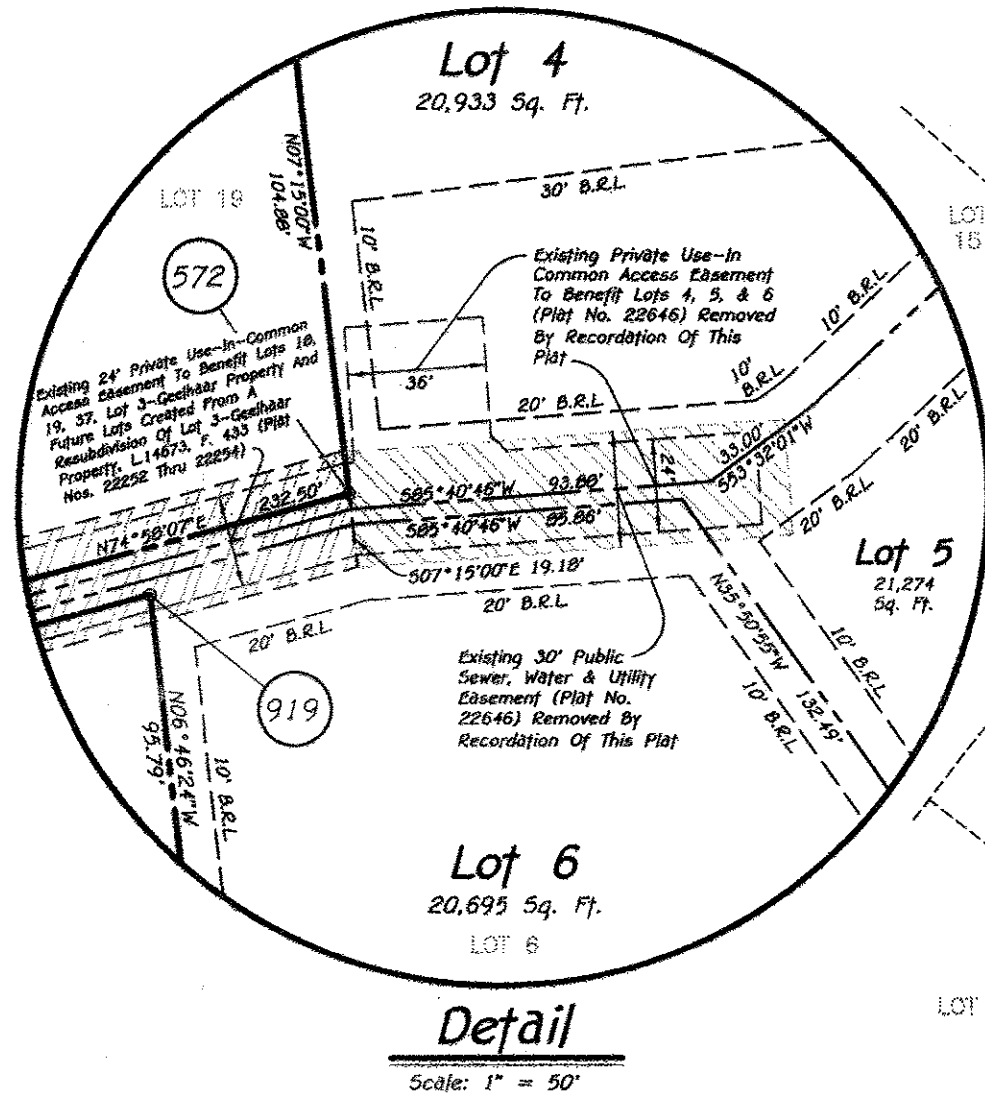 Lot 4
20,933 Sq. Ft.
N07°15'00"W
104.88'
LOT 19
572
30' B.R.L
10' B.R.L
LOT
15
Existing Private Use-In
Common Access Easement
To Benefit Lots 4, 5, & 6
(Plat No. 22646) Removed
By Recordation Of This
Plat
10' B.R.L
10'
B.R.L
Existing 24' Private Use-In-Common
Access Easement To Benefit Lots 18,
19, 37, Lot 3-Geelhaar Property And
Future Lots Created From A
Resubdivision Of Lot 3-Geelhaar
Property, L.14673, F. 433 (Plat
Nos. 22252 Thru 22254)
36'
20' B.R.L
20' B.R.L
24'
33.00'
S53°32'01"W
20' B.R.L
N74°58'07"E
232.50'
S85°40'46"W
93.88'
S85°40'46"W
85.86'
S07°15'00"E 19.18'
20' B.R.L
20' B.R.L
Lot 5
21,274
Sq. Ft.
10' B.R.L
N35°50'55"W
132.49'
10' B.R.L
Existing 30' Public
Sewer, Water & Utility
Easement (Plat No.
22646) Removed By
Recordation Of This Plat
919
N06°46'24"W
95.79'
10' B.R.L
Lot 6
20,695 Sq. Ft.
LOT 6
LOT
Detail
Scale: 1" = 50'